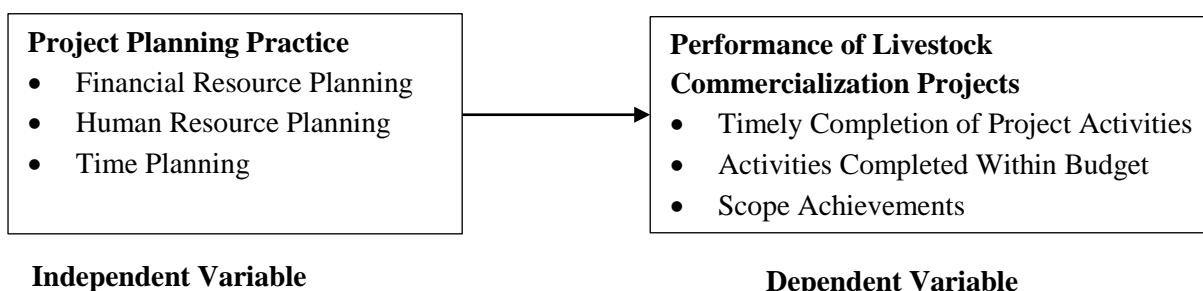 Project Planning Practice
• Financial Resource Planning
• Human Resource Planning
• Time Planning
Independent Variable
Performance of Livestock
Commercialization Projects
• Timely Completion of Project Activities
• Activities Completed Within Budget
• Scope Achievements
Dependent Variable